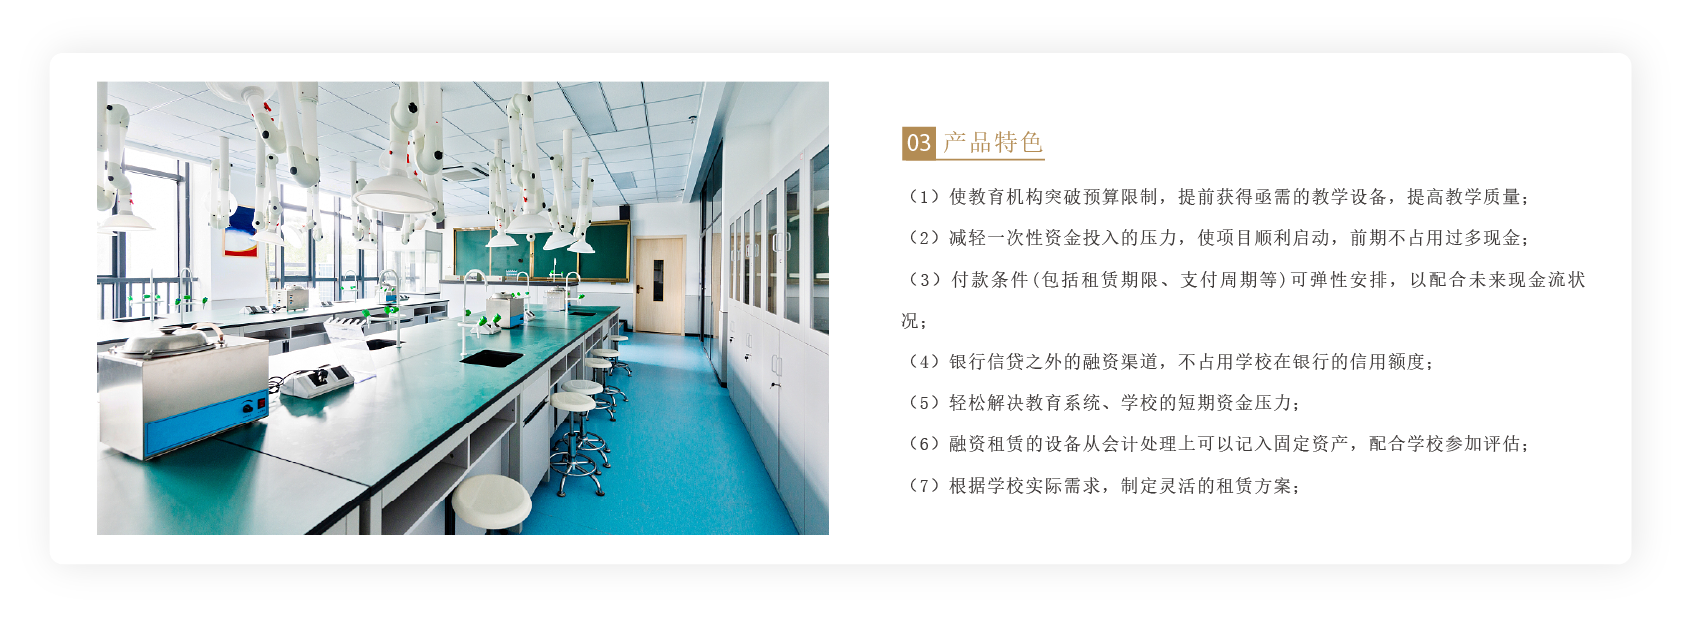 03 产品特色
（1）使教育机构突破预算限制，提前获得亟需的教学设备，提高教学质量；
（2）减轻一次性资金投入的压力，使项目顺利启动，前期不占用过多现金；
（3）付款条件(包括租赁期限、支付周期等)可弹性安排，以配合未来现金流状
况；
（4）银行信贷之外的融资渠道，不占用学校在银行的信用额度；
（5）轻松解决教育系统、学校的短期资金压力；
（6）融资租赁的设备从会计处理上可以记入固定资产，配合学校参加评估；
（7）根据学校实际需求，制定灵活的租赁方案；